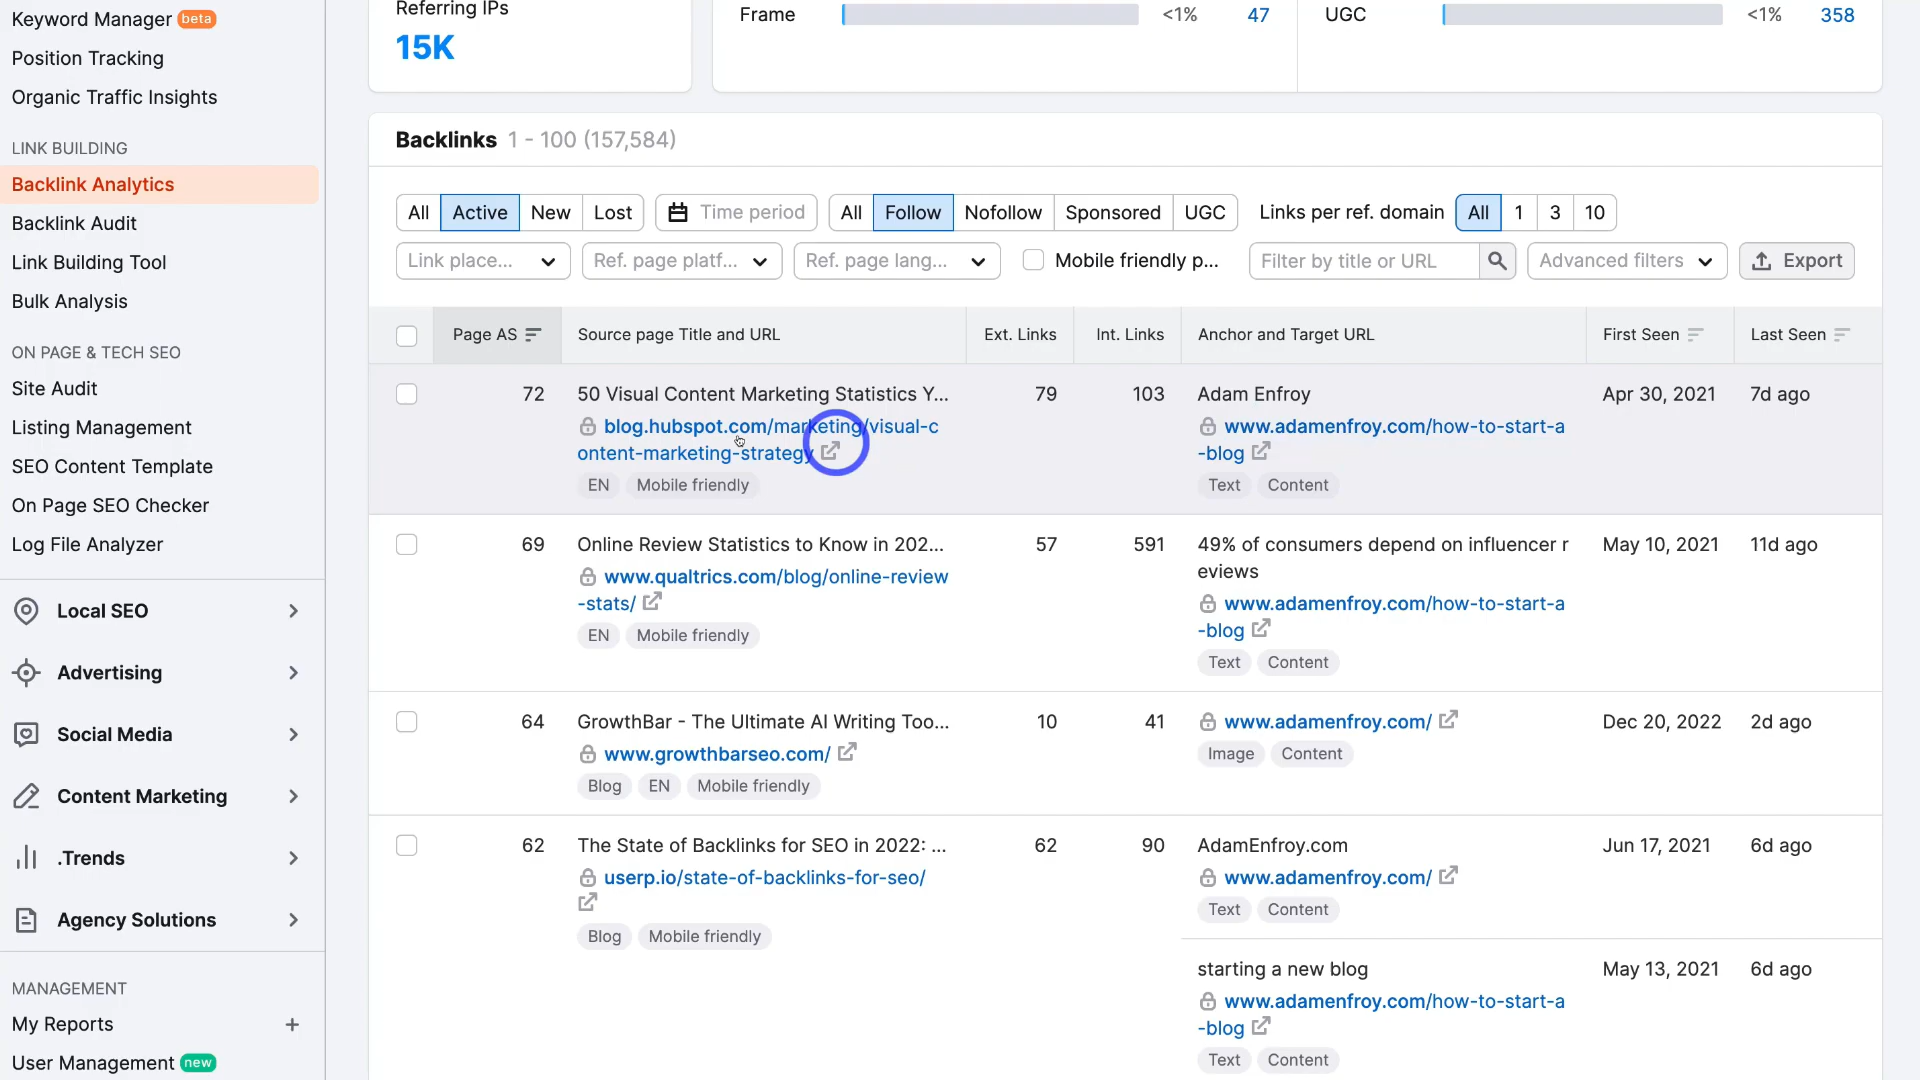 Keyword Manager beta
Position Tracking
Organic Traffic Insights
LINK BUILDING
Backlink Analytics
Backlink Audit
Link Building Tool
Bulk Analysis
ON PAGE & TECH SEO
Site Audit
Listing Management
SEO Content Template
On Page SEO Checker
Log File Analyzer
Local SEO
Advertising
Social Media
Content Marketing
.Trends
Agency Solutions
MANAGEMENT
My Reports +
User Management new
Referring IPs
15K
Frame <1% 47
UGC <1% 358
Backlinks 1 - 100 (157,584)
All Active New Lost Time period All Follow Nofollow Sponsored UGC Links per ref. domain All 1 3 10
Link place... Ref. page platf... Ref. page lang... Mobile friendly p... Filter by title or URL Advanced filters Export
Page AS Source page Title and URL Ext. Links Int. Links Anchor and Target URL First Seen Last Seen
72 50 Visual Content Marketing Statistics Y... 79 103 Adam Enfroy Apr 30, 2021 7d ago
blog.hubspot.com/marketing/visual-c www.adamenfroy.com/how-to-start-a
ontent-marketing-strategy -blog
EN Mobile friendly Text Content
69 Online Review Statistics to Know in 202... 57 591 49% of consumers depend on influencer r May 10, 2021 11d ago
eviews
www.qualtrics.com/blog/online-review www.adamenfroy.com/how-to-start-a
-stats/ -blog
EN Mobile friendly Text Content
64 GrowthBar - The Ultimate AI Writing Too... 10 41 www.adamenfroy.com/ Dec 20, 2022 2d ago
www.growthbarseo.com/ Image Content
Blog EN Mobile friendly
62 The State of Backlinks for SEO in 2022: ... 62 90 AdamEnfroy.com Jun 17, 2021 6d ago
userp.io/state-of-backlinks-for-seo/ www.adamenfroy.com/
Text Content
Blog Mobile friendly
starting a new blog May 13, 2021 6d ago
www.adamenfroy.com/how-to-start-a
-blog
Text Content